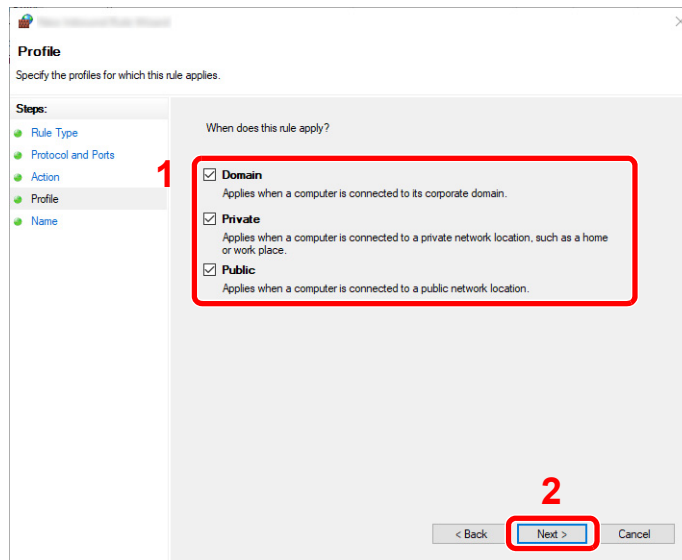 Profile
Specify the profiles for which this rule applies.
Steps:
Rule Type
Protocol and Ports
Action
Profile
Name
When does this rule apply?
1
Domain
Applies when a computer is connected to its corporate domain.
Private
Applies when a computer is connected to a private network location, such as a home
or work place.
Public
Applies when a computer is connected to a public network location.
2
< Back
Next >
Cancel